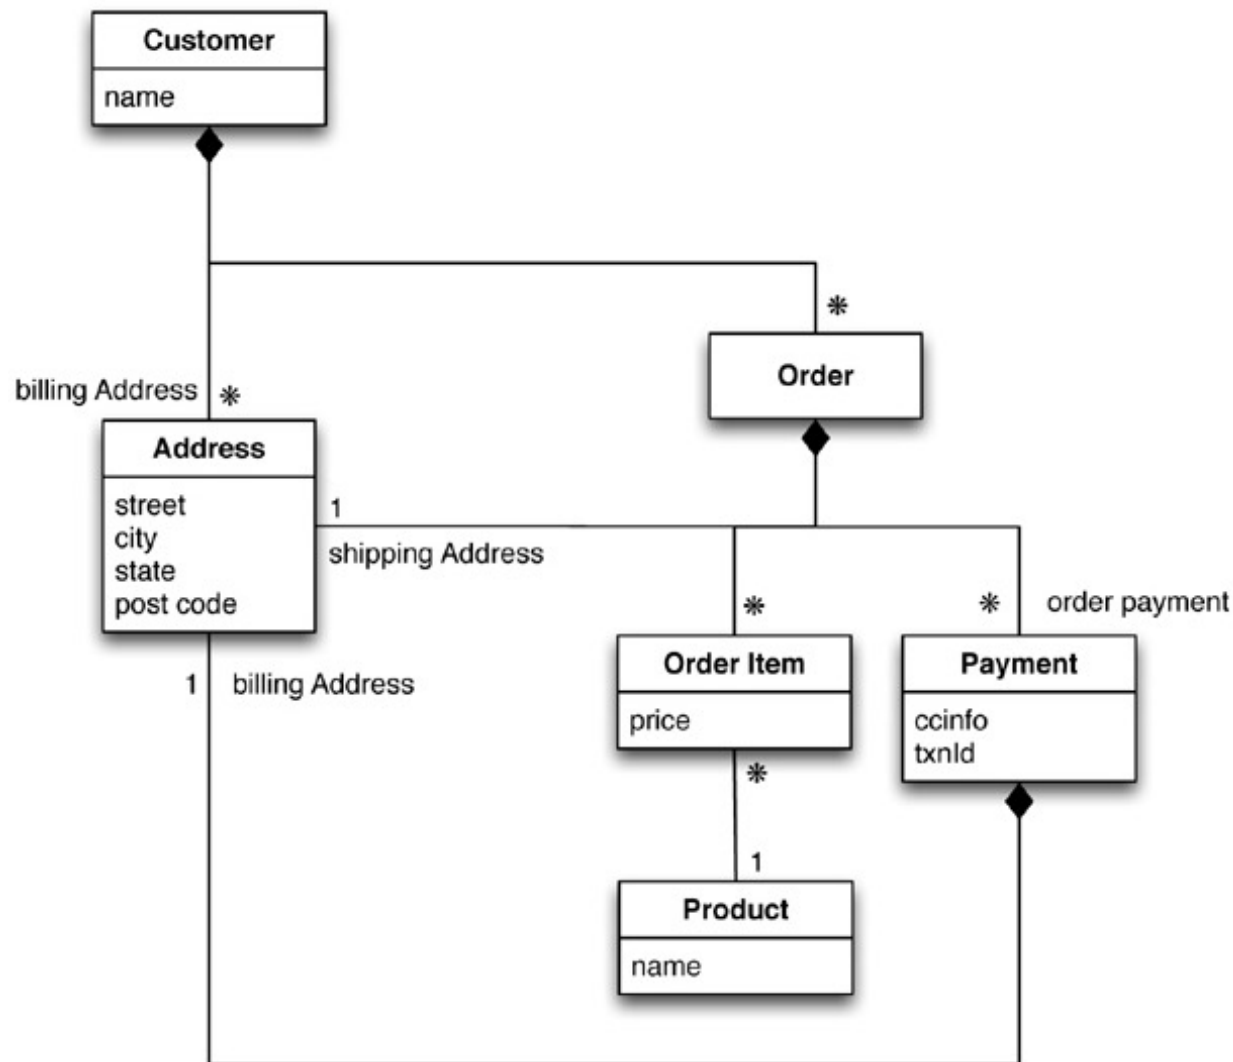 Customer
name
*
Order
billing Address *
Address
street
city
state
post code
1
shipping Address
* order payment
*
Order Item
price
Payment
ccinfo
txnId
1 billing Address
*
1
Product
name